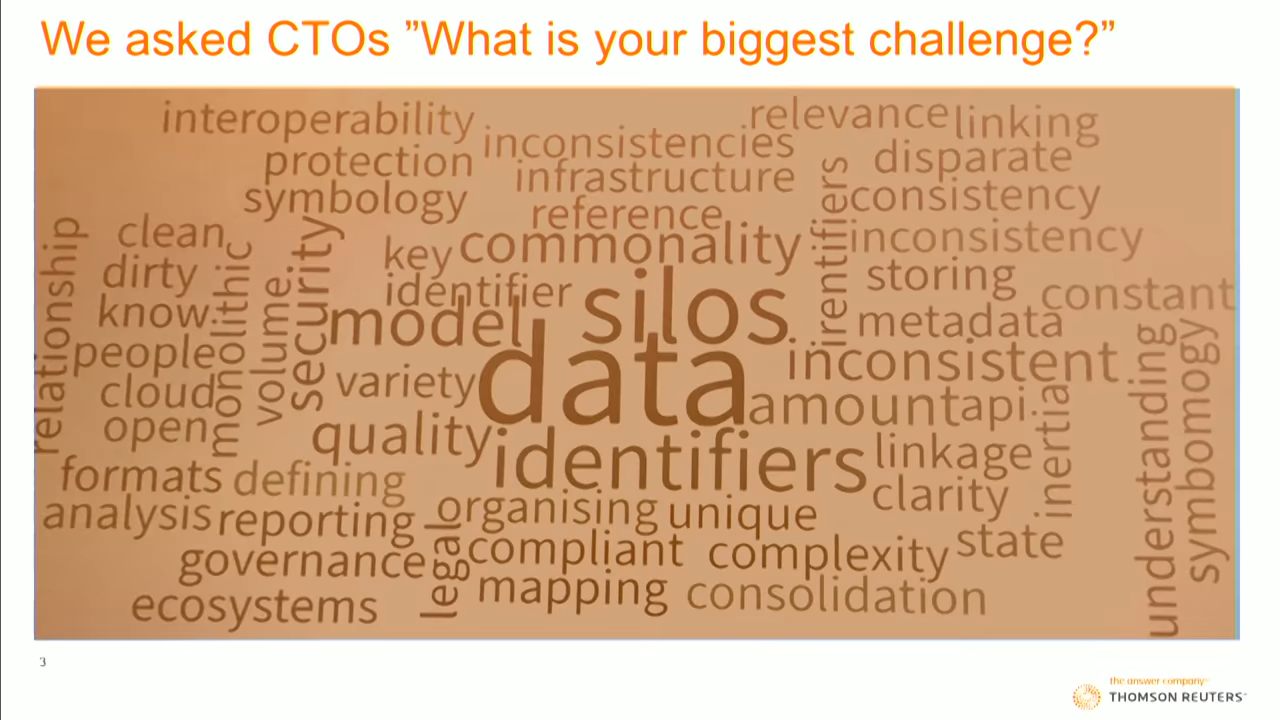 We asked CTOs ”What is your biggest challenge?”
interoperability
relevance
linking
inconsistencies
protection
disparate
infrastructure
symbology
identifiers
consistency
reference
relationship
clean
security
commonality
inconsistency
key
dirty
monolithic
volume
identifier
silos
storing
constant
know
model
metadata
people
data
inconsistent
understanding
symbomogy
cloud
variety
amount
api
inertia
open
quality
identifiers
linkage
formats
defining
clarity
analysis
reporting
organising
unique
legal
governance
compliant
complexity
state
ecosystems
mapping
consolidation
3
the answer company™
THOMSON REUTERS™